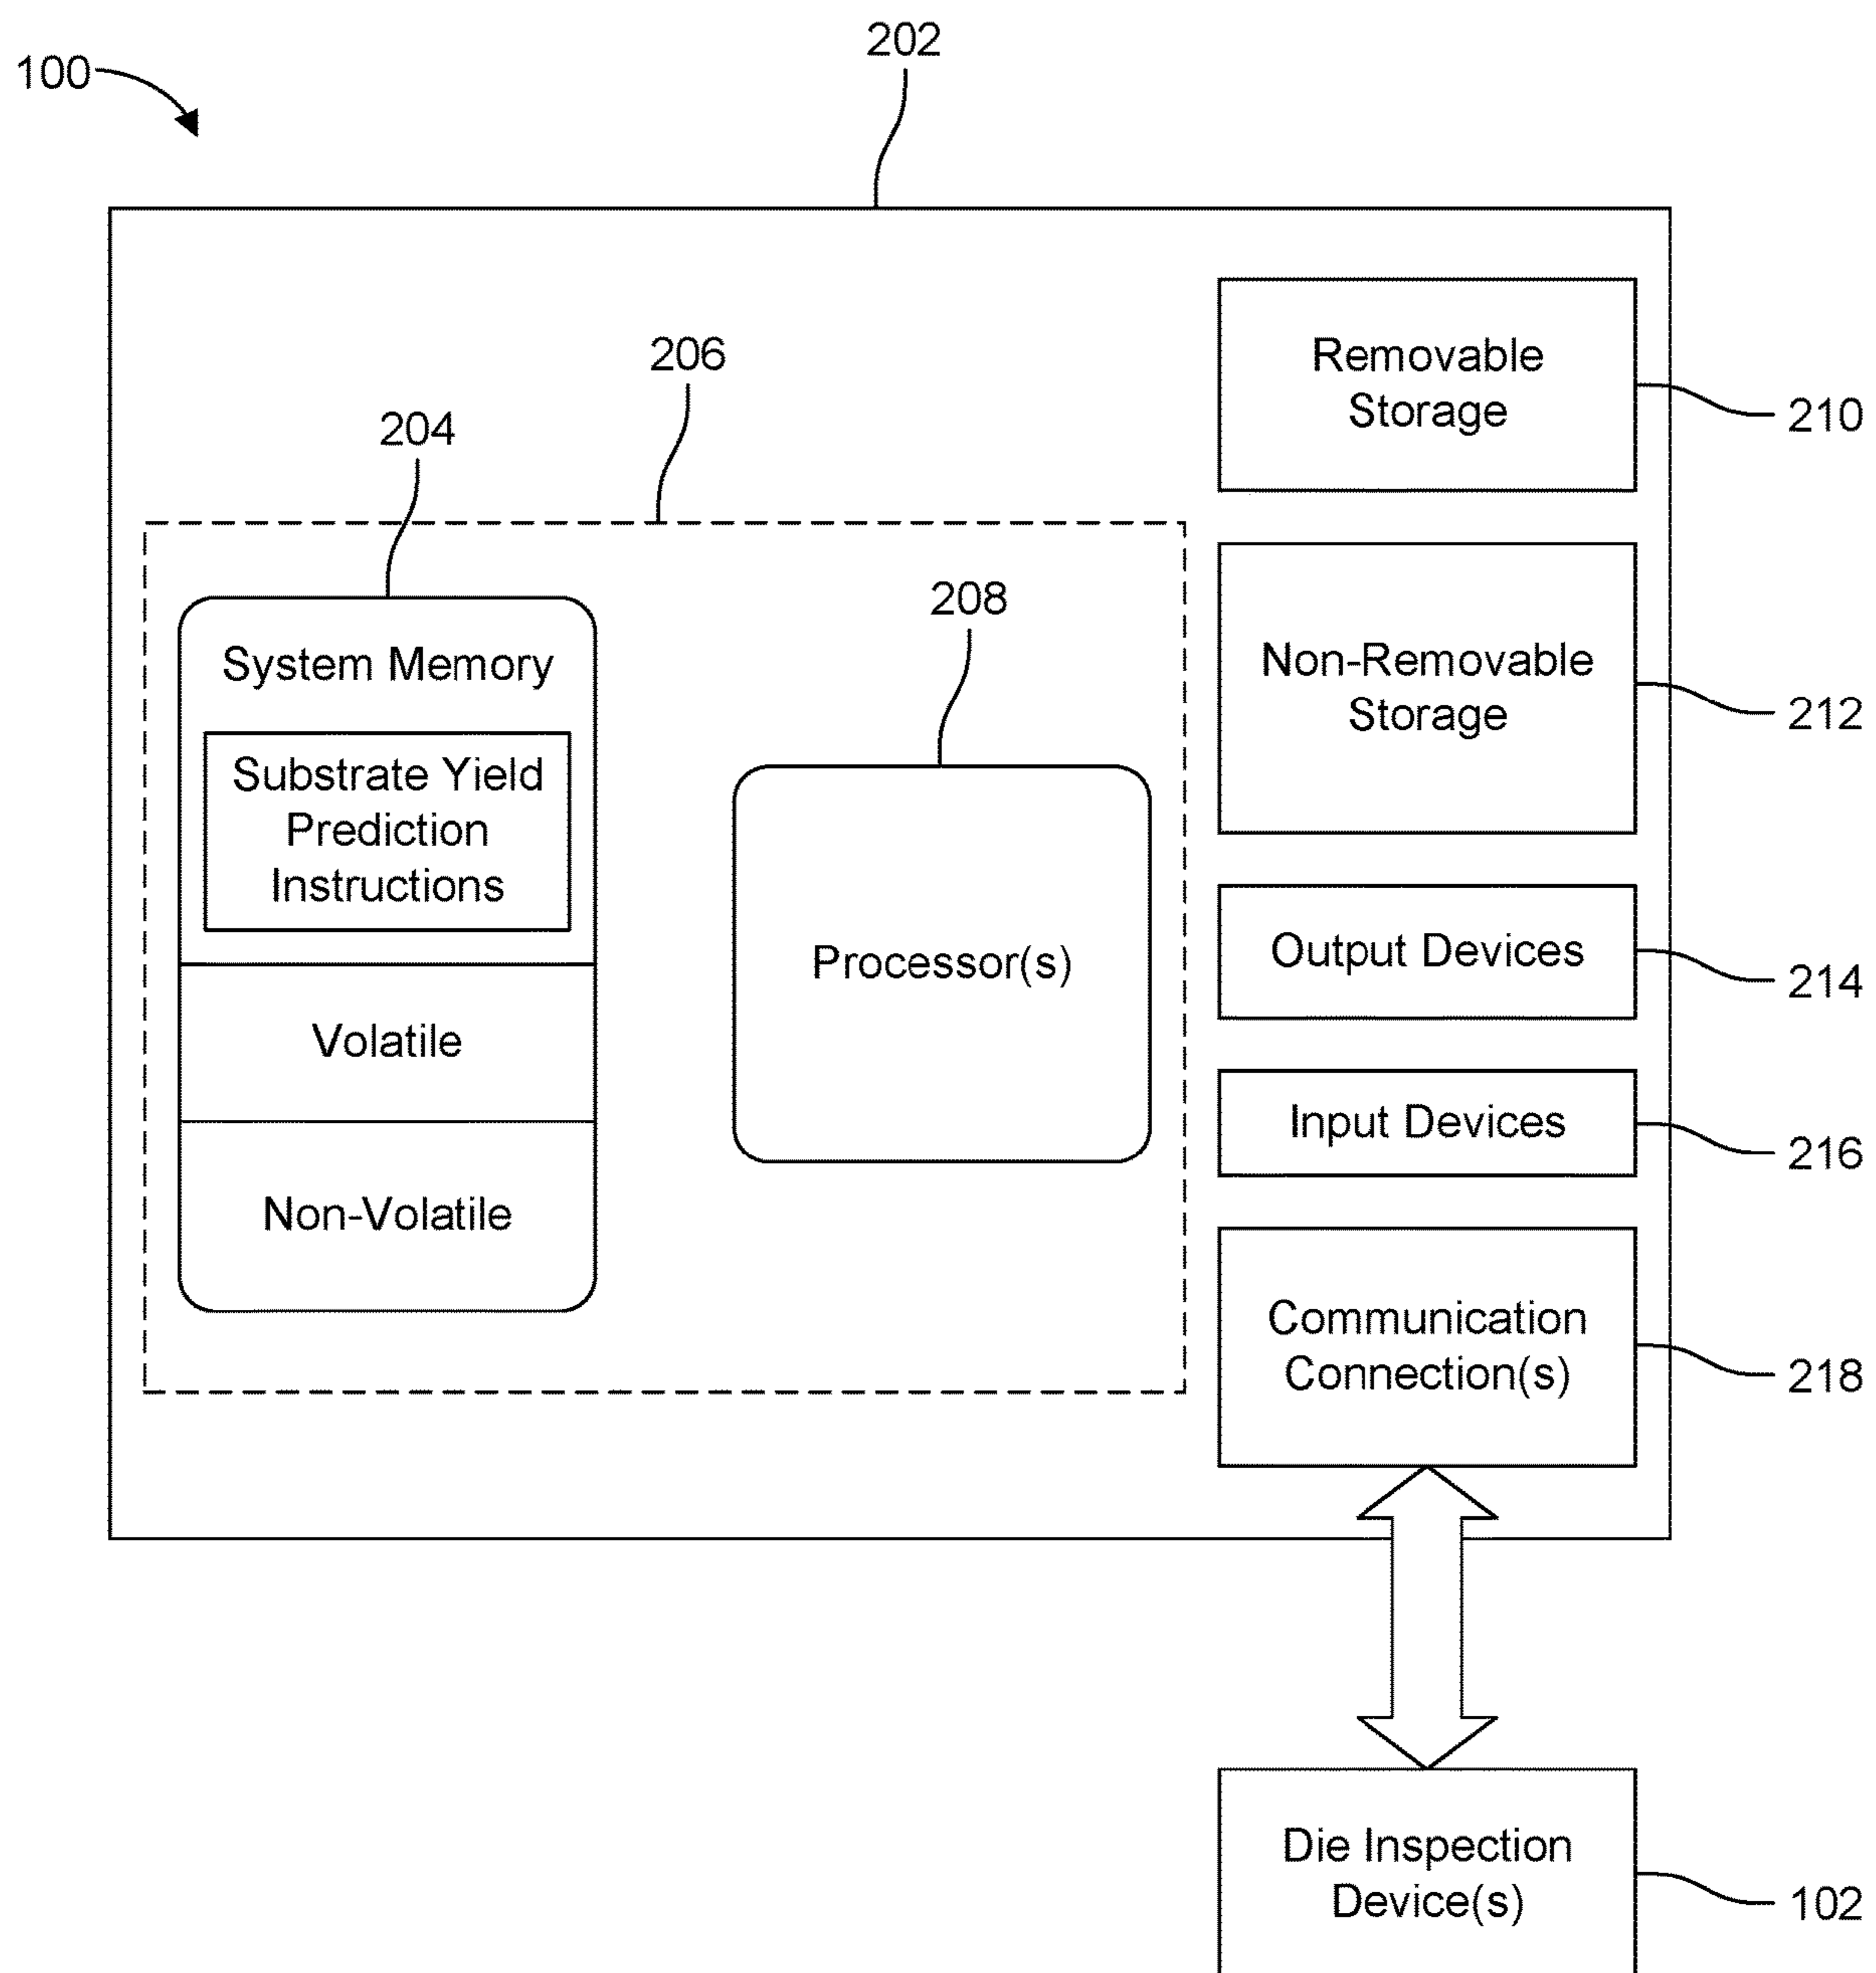 202
100
206
Removable
Storage
210
204
208
Non-Removable
Storage
212
System Memory
Substrate Yield
Prediction
Instructions
Processor(s)
Output Devices
214
Volatile
Input Devices
216
Non-Volatile
Communication
Connection(s)
218
Die Inspection
Device(s)
102